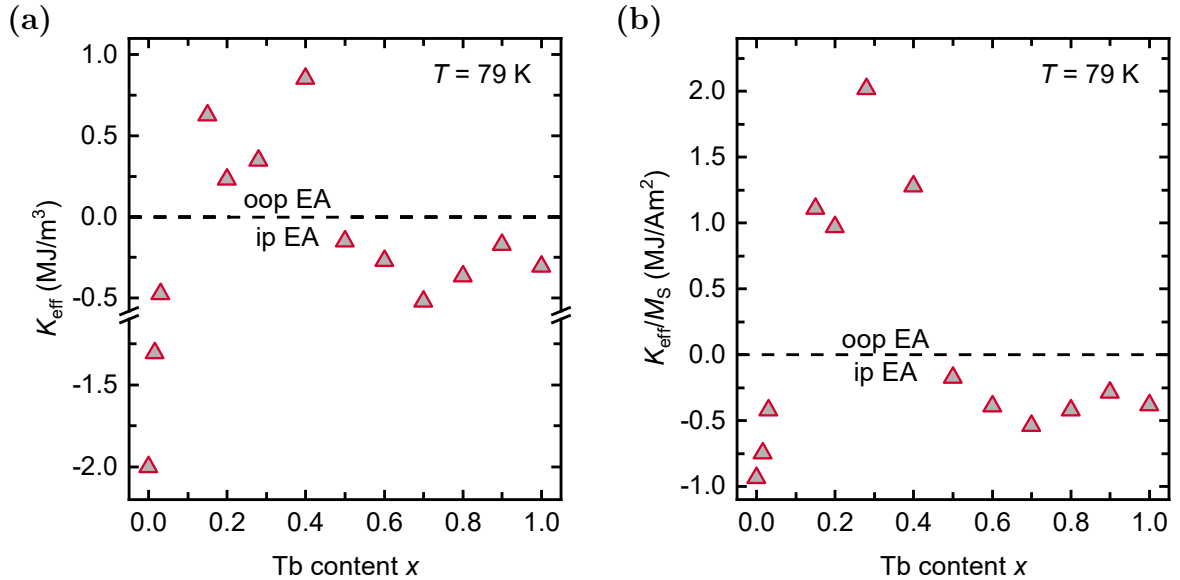 (a)
T = 79 K
1.0
0.5
0.0
-0.5
-1.5
-2.0
K_eff (MJ/m³)
oop EA
ip EA
0.0 0.2 0.4 0.6 0.8 1.0
Tb content x
(b)
T = 79 K
2.0
1.5
1.0
0.5
0.0
-0.5
-1.0
K_eff/M_S (MJ/Am²)
oop EA
ip EA
0.0 0.2 0.4 0.6 0.8 1.0
Tb content x